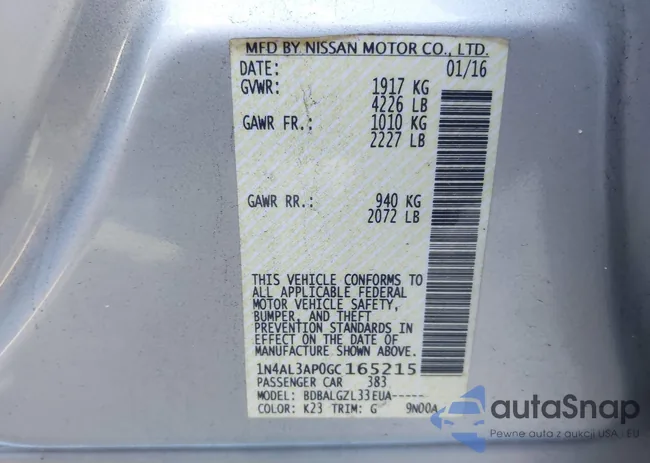 MFD BY NISSAN MOTOR CO., LTD.
DATE: 01/16
GVWR: 1917 KG
4226 LB
GAWR FR.: 1010 KG
2227 LB
GAWR RR.: 940 KG
2072 LB
THIS VEHICLE CONFORMS TO
ALL APPLICABLE FEDERAL
MOTOR VEHICLE SAFETY,
BUMPER, AND THEFT
PREVENTION STANDARDS IN
EFFECT ON THE DATE OF
MANUFACTURE SHOWN ABOVE.
1N4AL3AP0GC165215
PASSENGER CAR 383
MODEL: BDBALGZL33EUA-----
COLOR: K23 TRIM: G 9N00A
autoSnap
Pewne auta z aukcji USA i EU